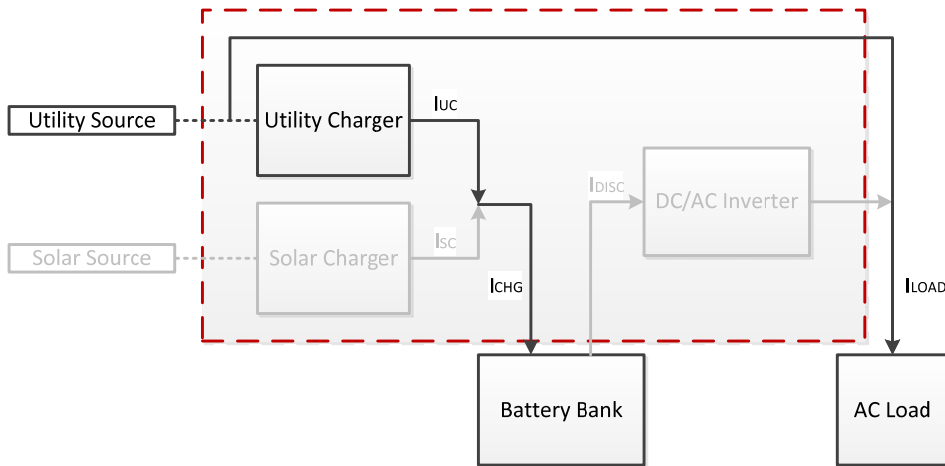 Utility Source
Utility Charger
IUC
IDISC
DC/AC Inverter
Solar Source
Solar Charger
ISC
ICHG
ILOAD
Battery Bank
AC Load